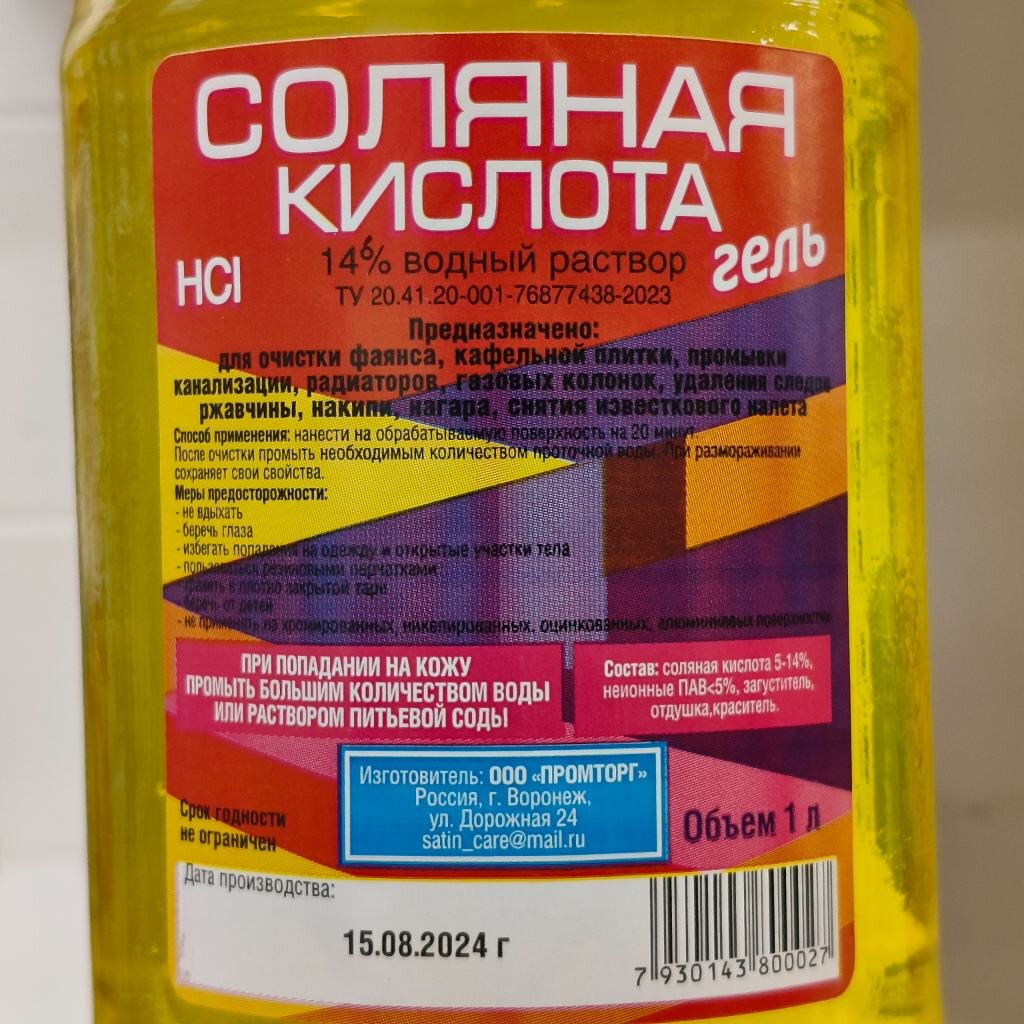 СОЛЯНАЯ
КИСЛОТА
гель
HCl
14% водный раствор
ТУ 20.41.20-001-76877438-2023
Предназначено:
для очистки фаянса, кафельной плитки, промывки
канализации, радиаторов, газовых колонок, удаления следов
ржавчины, накипи, нагара, снятия известкового налета
Способ применения: нанести на обрабатываемую поверхность на 20 минут.
После очистки промыть необходимым количеством проточной воды. При размораживании
сохраняет свои свойства.
Меры предосторожности:
- не вдыхать
- беречь глаза
- избегать попадания на одежду и открытые участки тела
- пользоваться резиновыми перчатками
- хранить в плотно закрытой таре
- беречь от детей
- не применять на хромированных, никелированных, оцинкованных, алюминиевых поверхностях
ПРИ ПОПАДАНИИ НА КОЖУ
ПРОМЫТЬ БОЛЬШИМ КОЛИЧЕСТВОМ ВОДЫ
ИЛИ РАСТВОРОМ ПИТЬЕВОЙ СОДЫ
Состав: соляная кислота 5-14%,
неионные ПАВ<5%, загуститель,
отдушка,краситель.
Изготовитель: ООО «ПРОМТОРГ»
Россия, г. Воронеж,
ул. Дорожная 24
satin_care@mail.ru
Срок годности
не ограничен
Объем 1 л
Дата производства:
15.08.2024 г
7 930143 800027